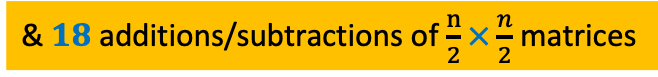 & 18 additions/subtractions of n/2 × n/2 matrices